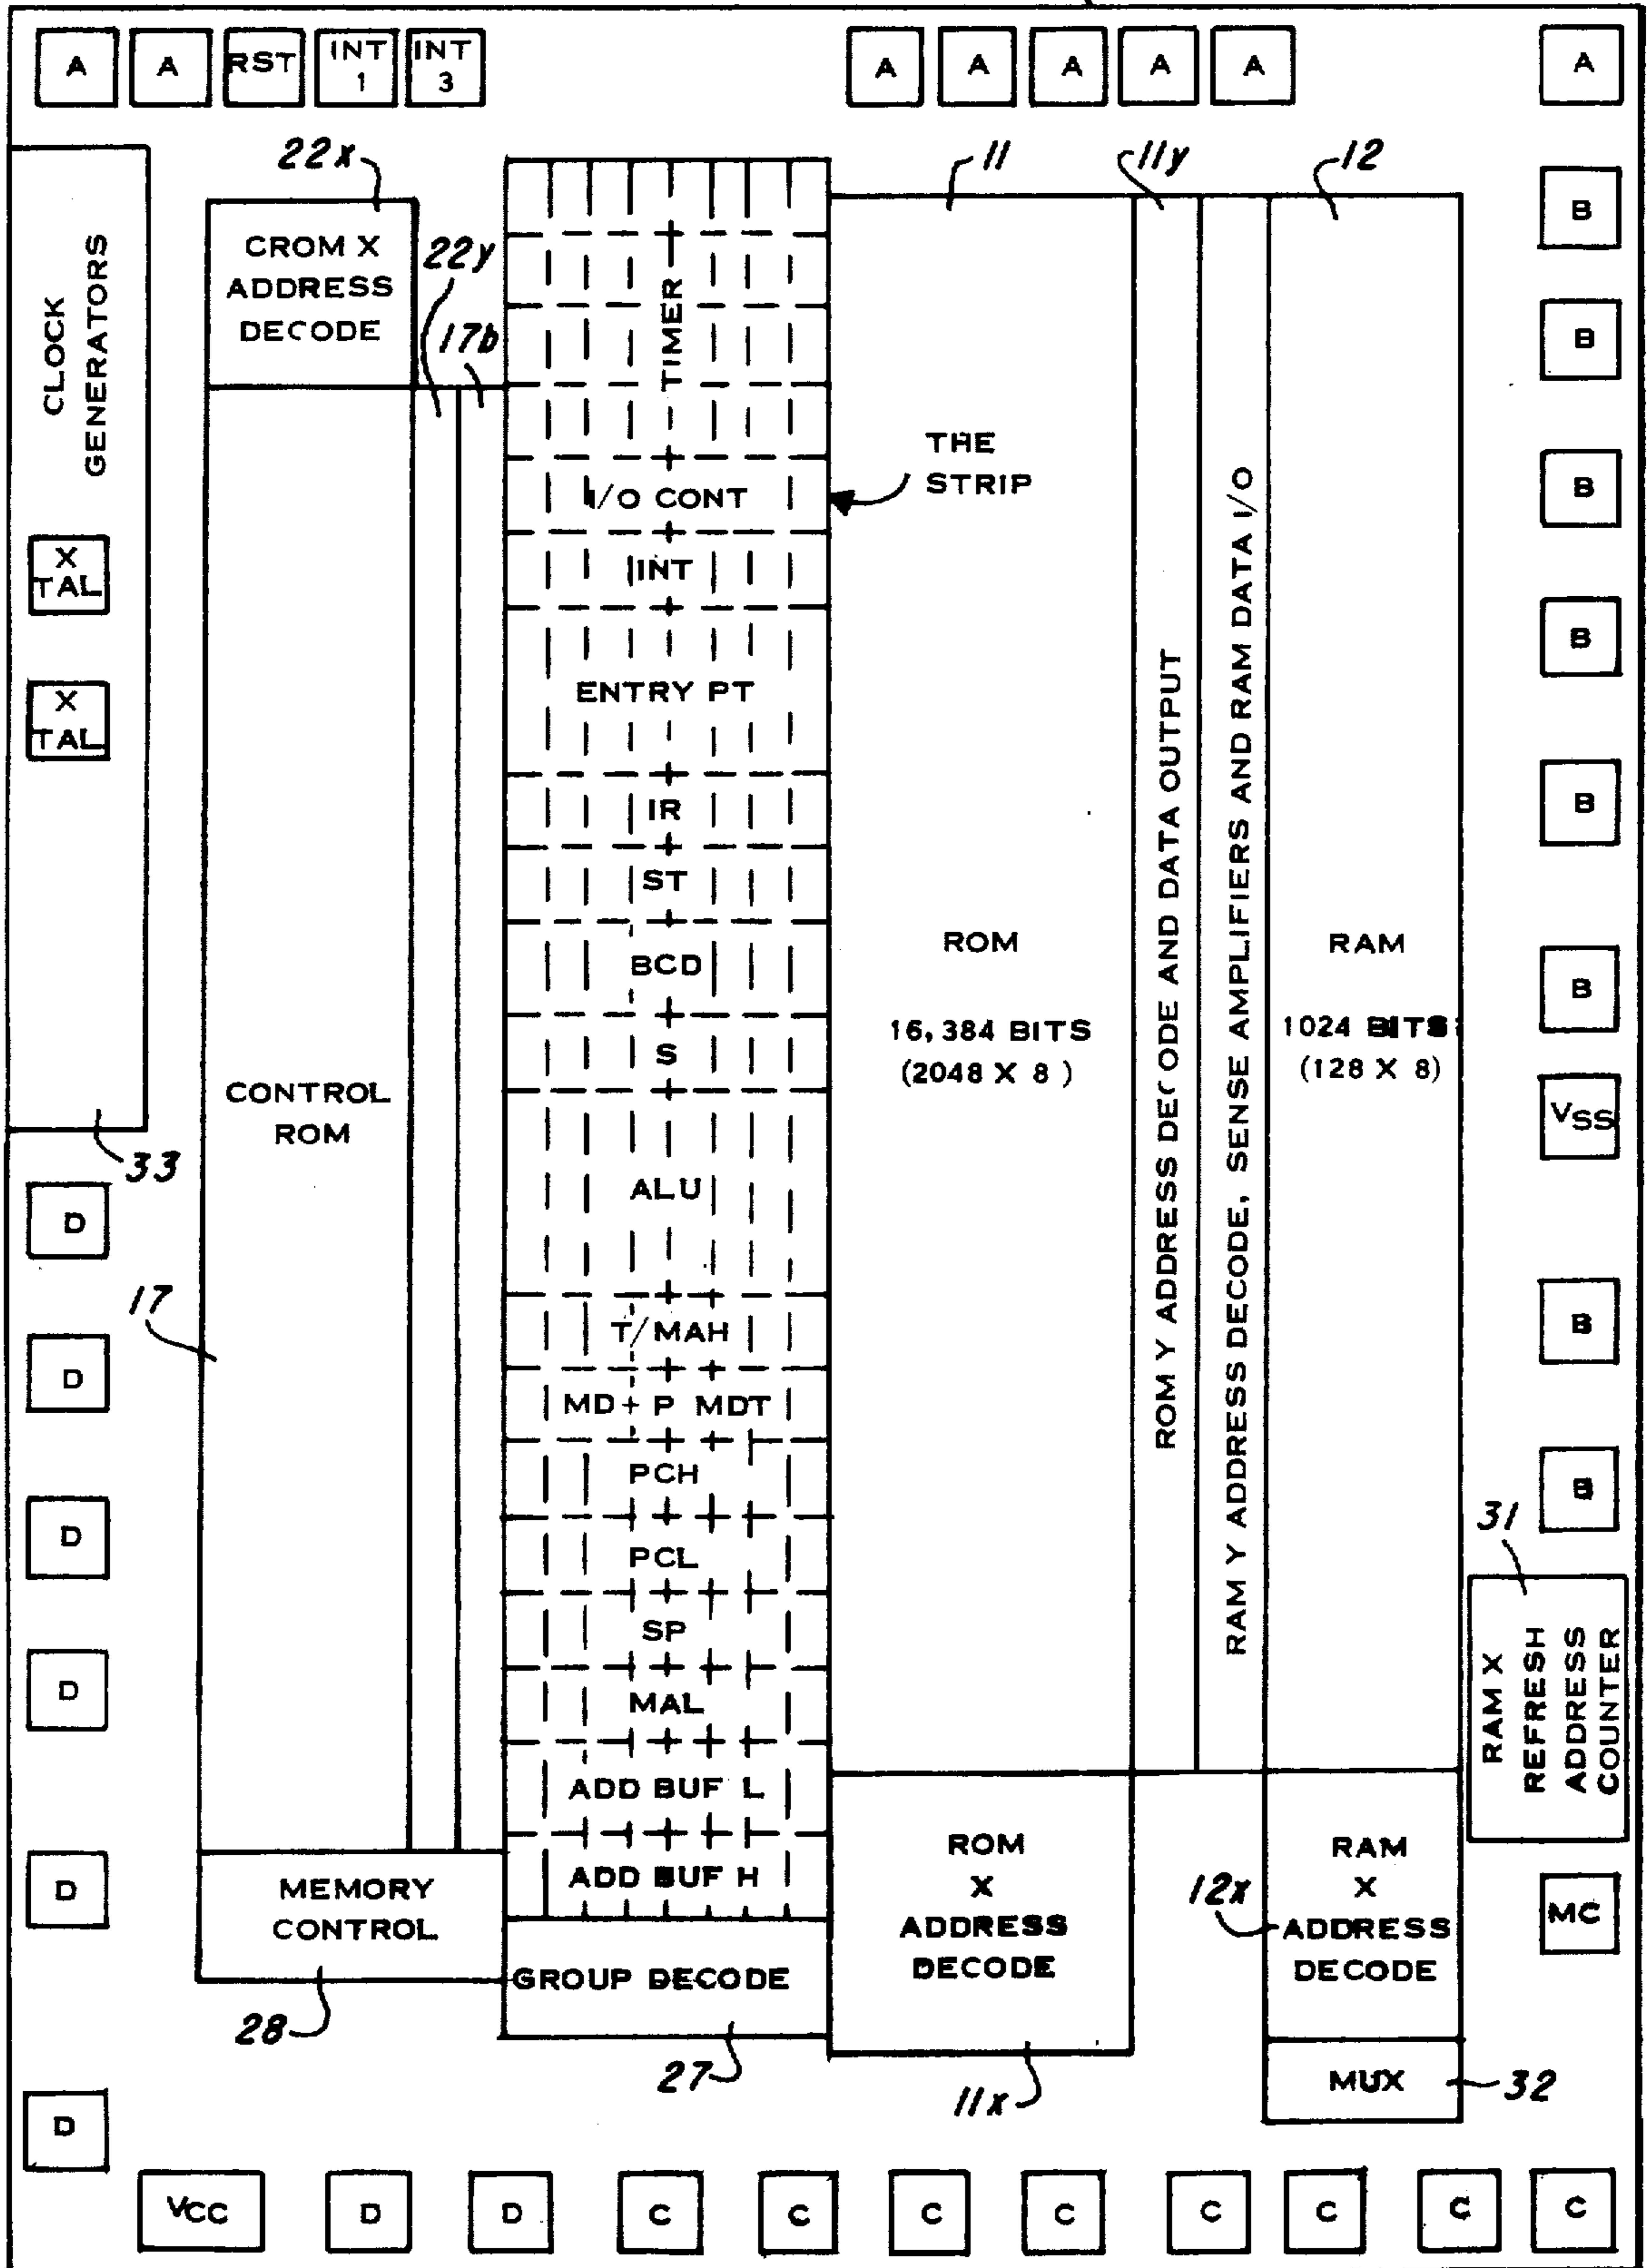 A
A
RST
INT
1
INT
3
A
A
A
A
A
A
22x
11
11y
12
CLOCK
GENERATORS
X
TAL
X
TAL
33
CROM X
ADDRESS
DECODE
22y
17b
CONTROL
ROM
17
MEMORY
CONTROL
28
TIMER
I/O CONT
INT
ENTRY PT
IR
ST
BCD
S
ALU
T/MAH
MD+P MDT
PCH
PCL
SP
MAL
ADD BUF L
ADD BUF H
GROUP DECODE
27
THE
STRIP
ROM
16,384 BITS
(2048 X 8)
ROM
X
ADDRESS
DECODE
11x
ROM Y ADDRESS DECODE AND DATA OUTPUT
RAM Y ADDRESS DECODE, SENSE AMPLIFIERS AND RAM DATA I/O
RAM
1024 BITS
(128 X 8)
12x
RAM
X
ADDRESS
DECODE
MUX
32
B
B
B
B
B
B
VSS
B
B
31
RAM X
REFRESH
ADDRESS
COUNTER
MC
D
D
D
D
D
D
VCC
D
D
C
C
C
C
C
C
C
C